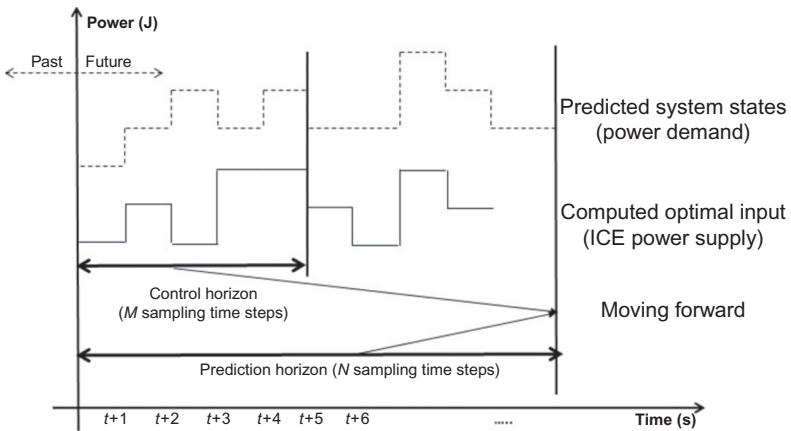 Power (J)
Past
Future
Predicted system states
(power demand)
Computed optimal input
(ICE power supply)
Control horizon
(M sampling time steps)
Moving forward
Prediction horizon (N sampling time steps)
t+1 t+2 t+3 t+4 t+5 t+6 ..... Time (s)